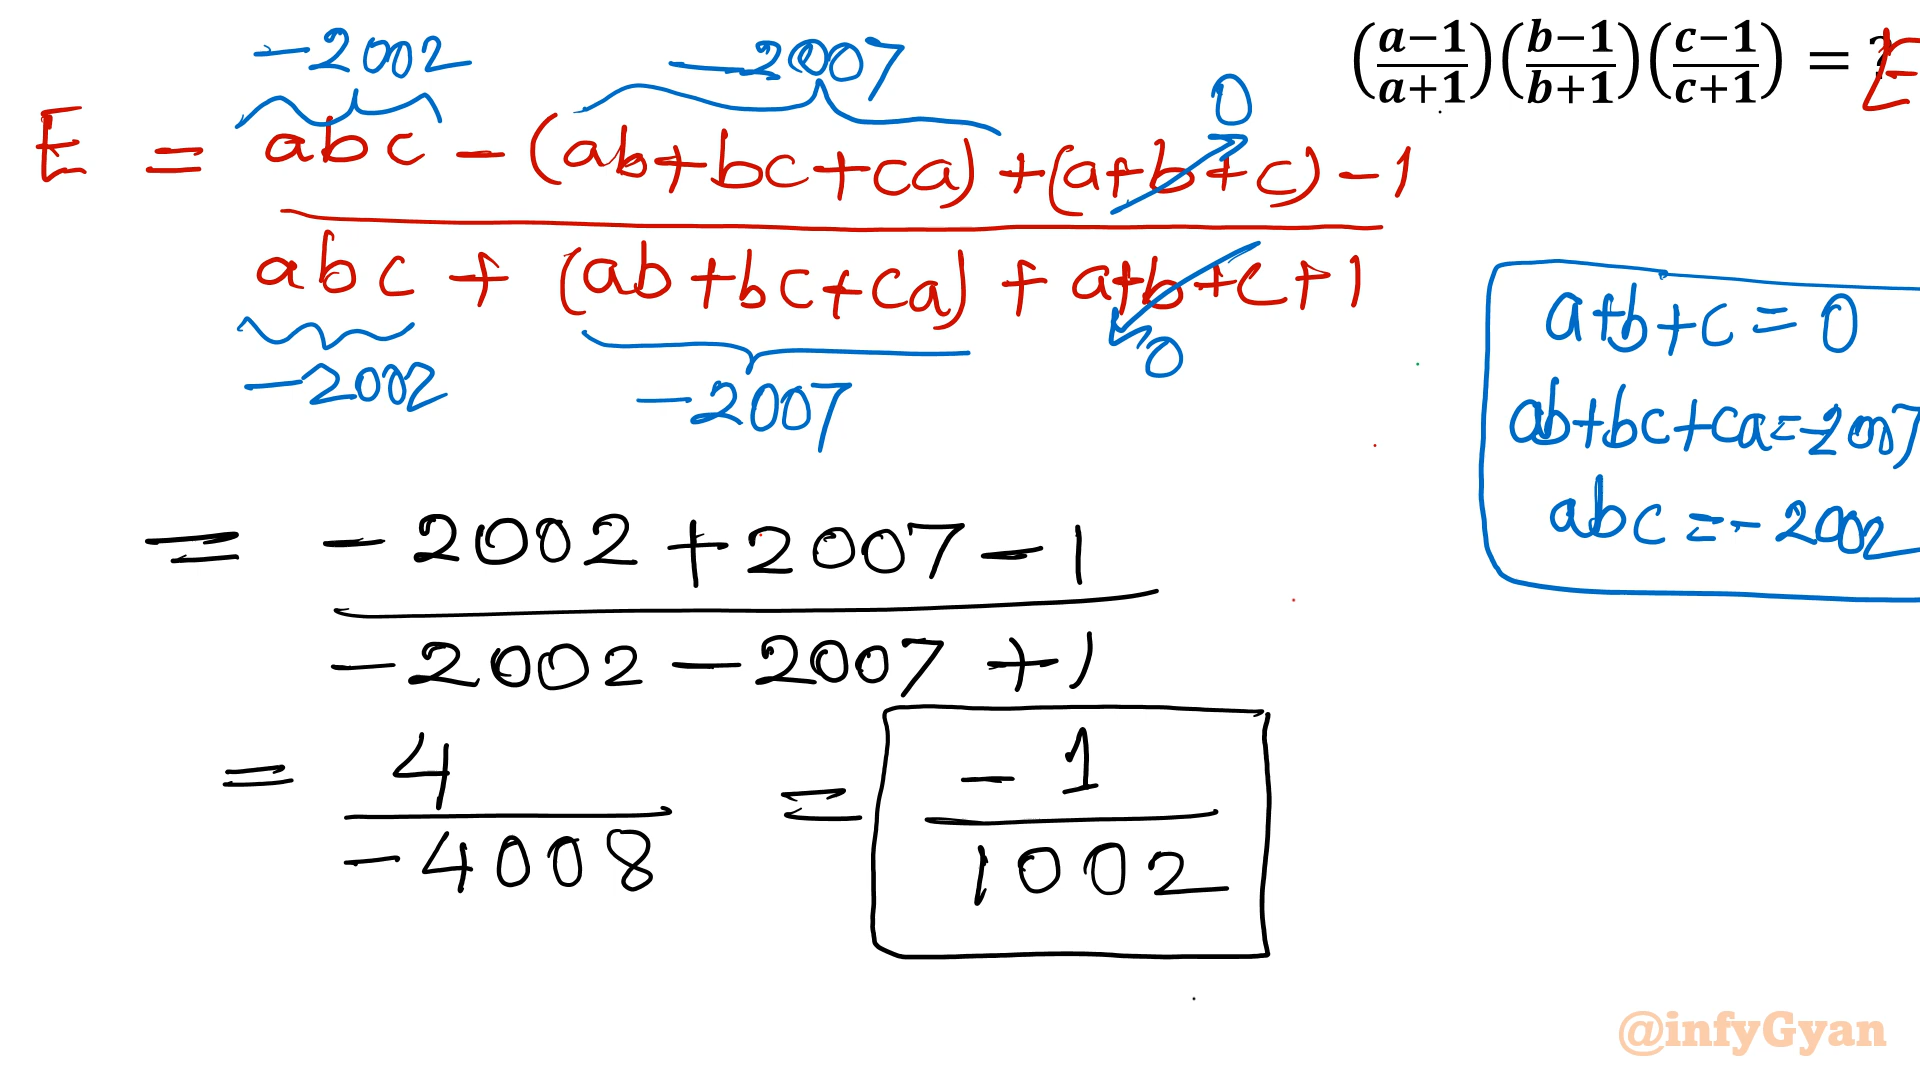 (a−1/a+1)(b−1/b+1)(c−1/c+1) = ? E
−2002 −2007 0
E = abc − (ab+bc+ca) + (a+b+c) − 1
abc + (ab+bc+ca) + a+b+c+1
−2002 −2007 0
a+b+c = 0
ab+bc+ca = −2007
abc = −2002
= −2002 + 2007 − 1
−2002 − 2007 + 1
= 4 = −1
−4008 1002
@infyGyan